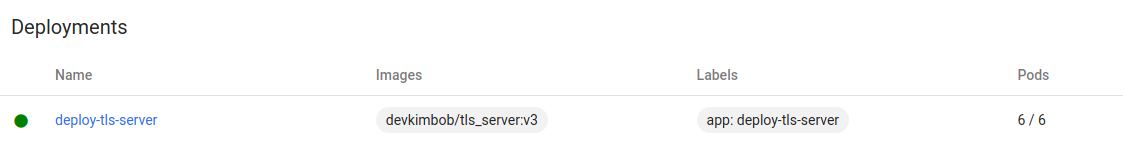 Deployments
Name Images Labels Pods
deploy-tls-server devkimbob/tls_server:v3 app: deploy-tls-server 6 / 6